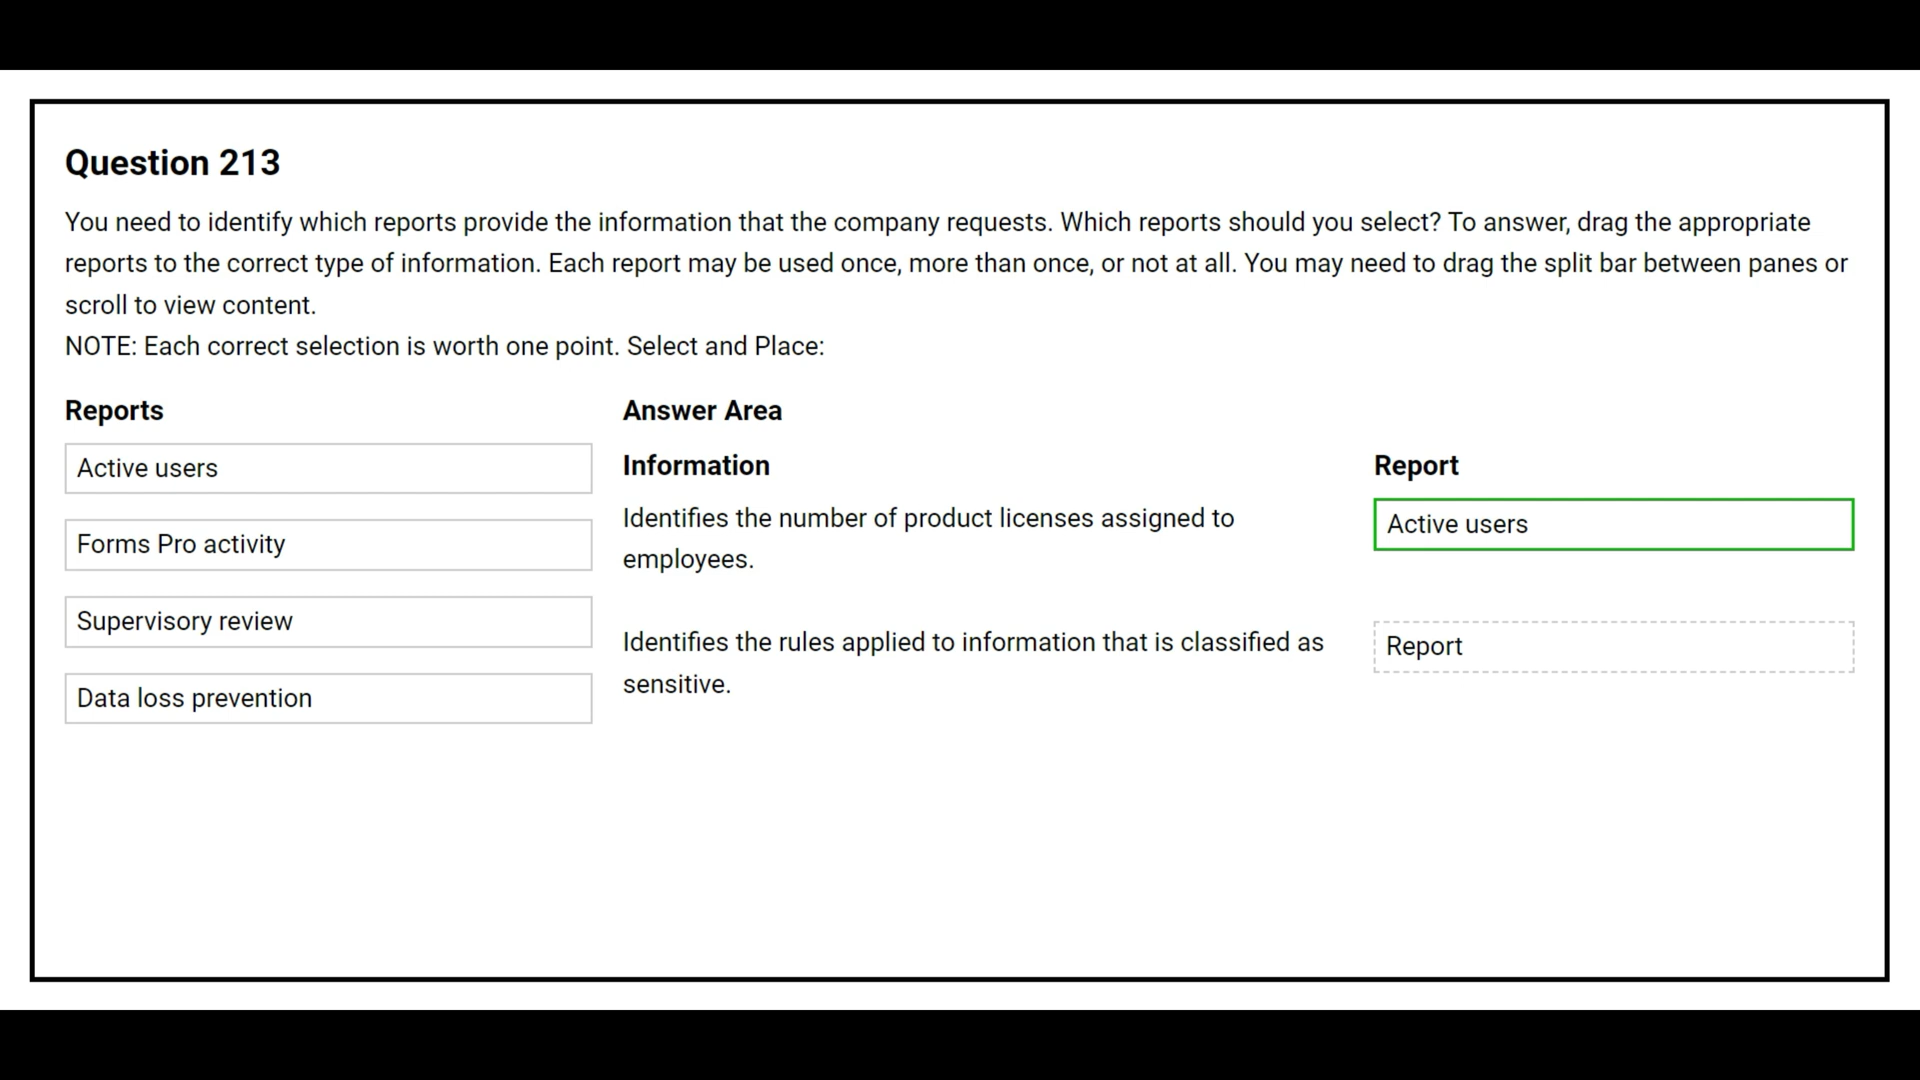 Question 213
You need to identify which reports provide the information that the company requests. Which reports should you select? To answer, drag the appropriate
reports to the correct type of information. Each report may be used once, more than once, or not at all. You may need to drag the split bar between panes or
scroll to view content.
NOTE: Each correct selection is worth one point. Select and Place:
Reports
Active users
Forms Pro activity
Supervisory review
Data loss prevention
Answer Area
Information
Identifies the number of product licenses assigned to
employees.
Identifies the rules applied to information that is classified as
sensitive.
Report
Active users
Report